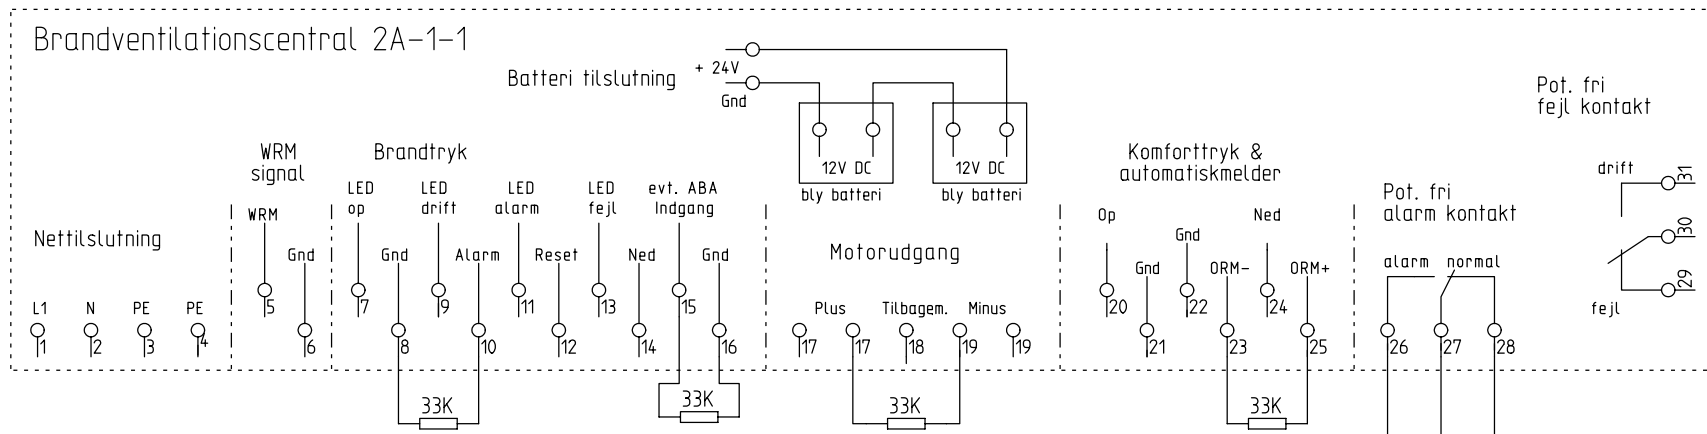 Brandventilationscentral 2A-1-1
Batteri tilslutning
+ 24V
Gnd
12V DC
bly batteri
12V DC
bly batteri
Nettilslutning
L1 N PE PE
1 2 3 4
WRM
signal
WRM
Gnd
5 6
Brandtryk
LED
op
LED
drift
LED
alarm
LED
fejl
evt. ABA
Indgang
Gnd Alarm Reset Ned Gnd
7 9 11 13 15
8 10 12 14 16
33K
33K
Motorudgang
Plus Tilbagem. Minus
17 17 18 19 19
33K
Komforttryk &
automatiskmelder
Op
Gnd
Ned
Gnd ORM- ORM+
20 22 24
21 23 25
33K
Pot. fri
alarm kontakt
alarm normal
26 27 28
Pot. fri
fejl kontakt
drift
31
30
29
fejl